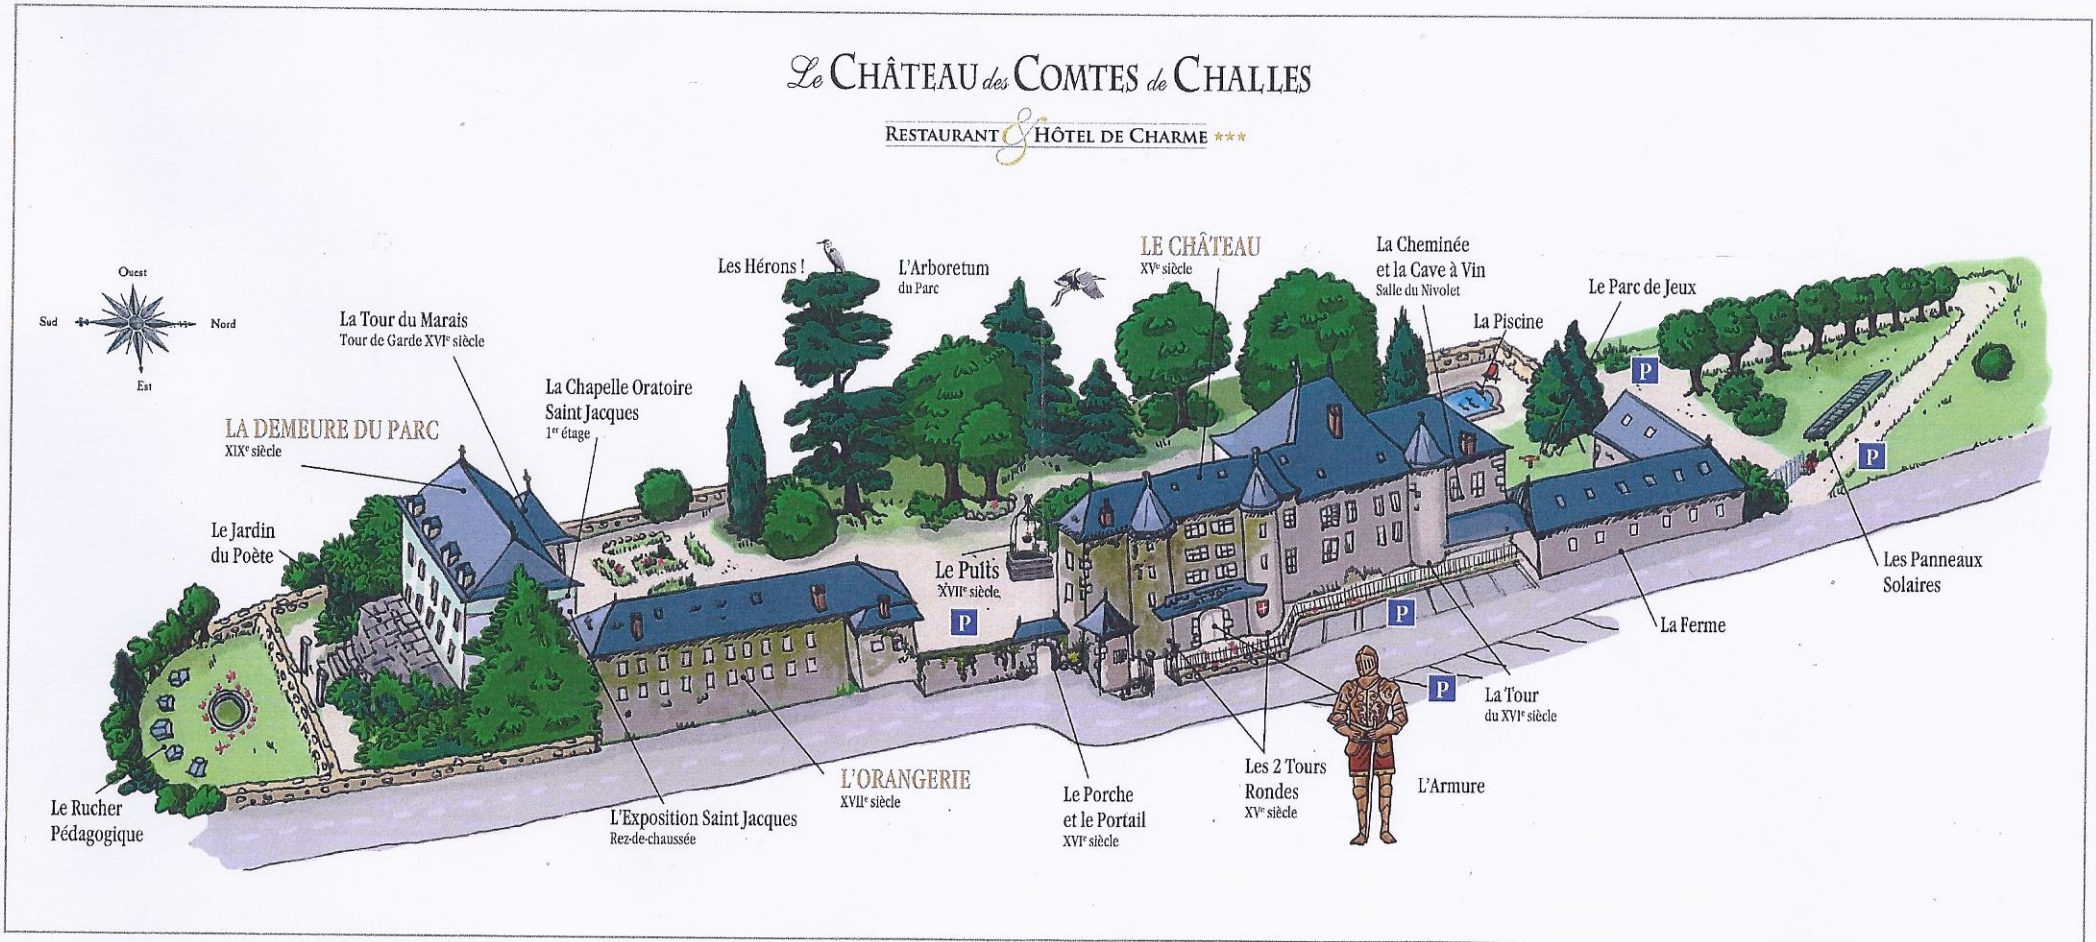 Le CHÂTEAU des COMTES de CHALLES
RESTAURANT & HÔTEL DE CHARME ***
Ouest
Sud
Nord
Est
La Tour du Marais
Tour de Garde XVIe siècle
LA DEMEURE DU PARC
XIXe siècle
La Chapelle Oratoire
Saint Jacques
1er étage
Le Jardin
du Poète
Les Hérons !
L'Arboretum
du Parc
LE CHÂTEAU
XVe siècle
La Cheminée
et la Cave à Vin
Salle du Nivolet
La Piscine
Le Parc de Jeux
P
P
Le Puits
XVIIe siècle
P
P
P
Les Panneaux
Solaires
La Ferme
La Tour
du XVIe siècle
L'Armure
Les 2 Tours
Rondes
XVe siècle
Le Porche
et le Portail
XVIe siècle
L'ORANGERIE
XVIIe siècle
L'Exposition Saint Jacques
Rez-de-chaussée
Le Rucher
Pédagogique